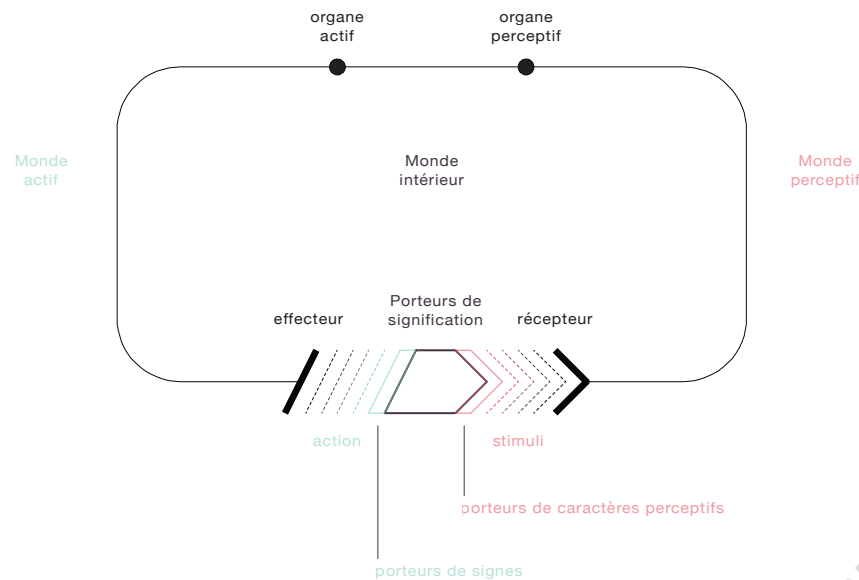 organe
actif
organe
perceptif
Monde
actif
Monde
intérieur
Monde
perceptif
effecteur
Porteurs de
signification
récepteur
action
stimuli
porteurs de caractères perceptifs
porteurs de signes